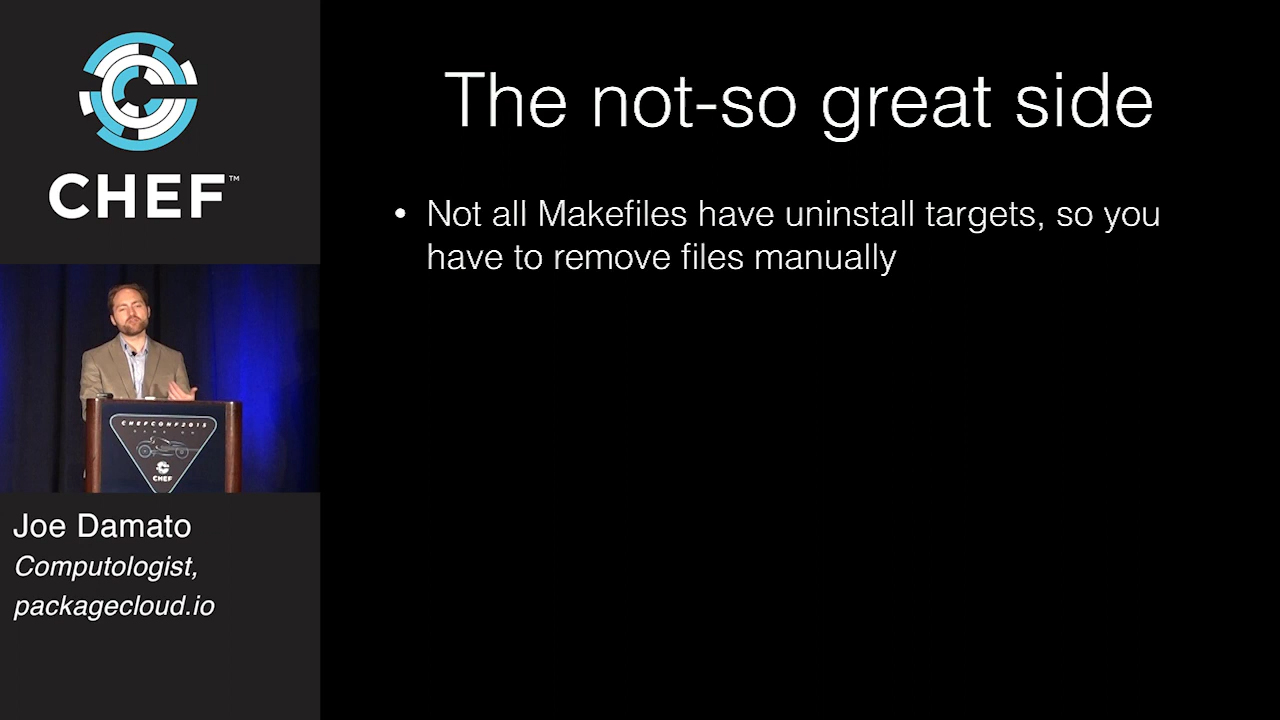 CHEF™
The not-so great side
• Not all Makefiles have uninstall targets, so you
have to remove files manually
CHEFCONF2015
CHEF
Joe Damato
Computologist,
packagecloud.io